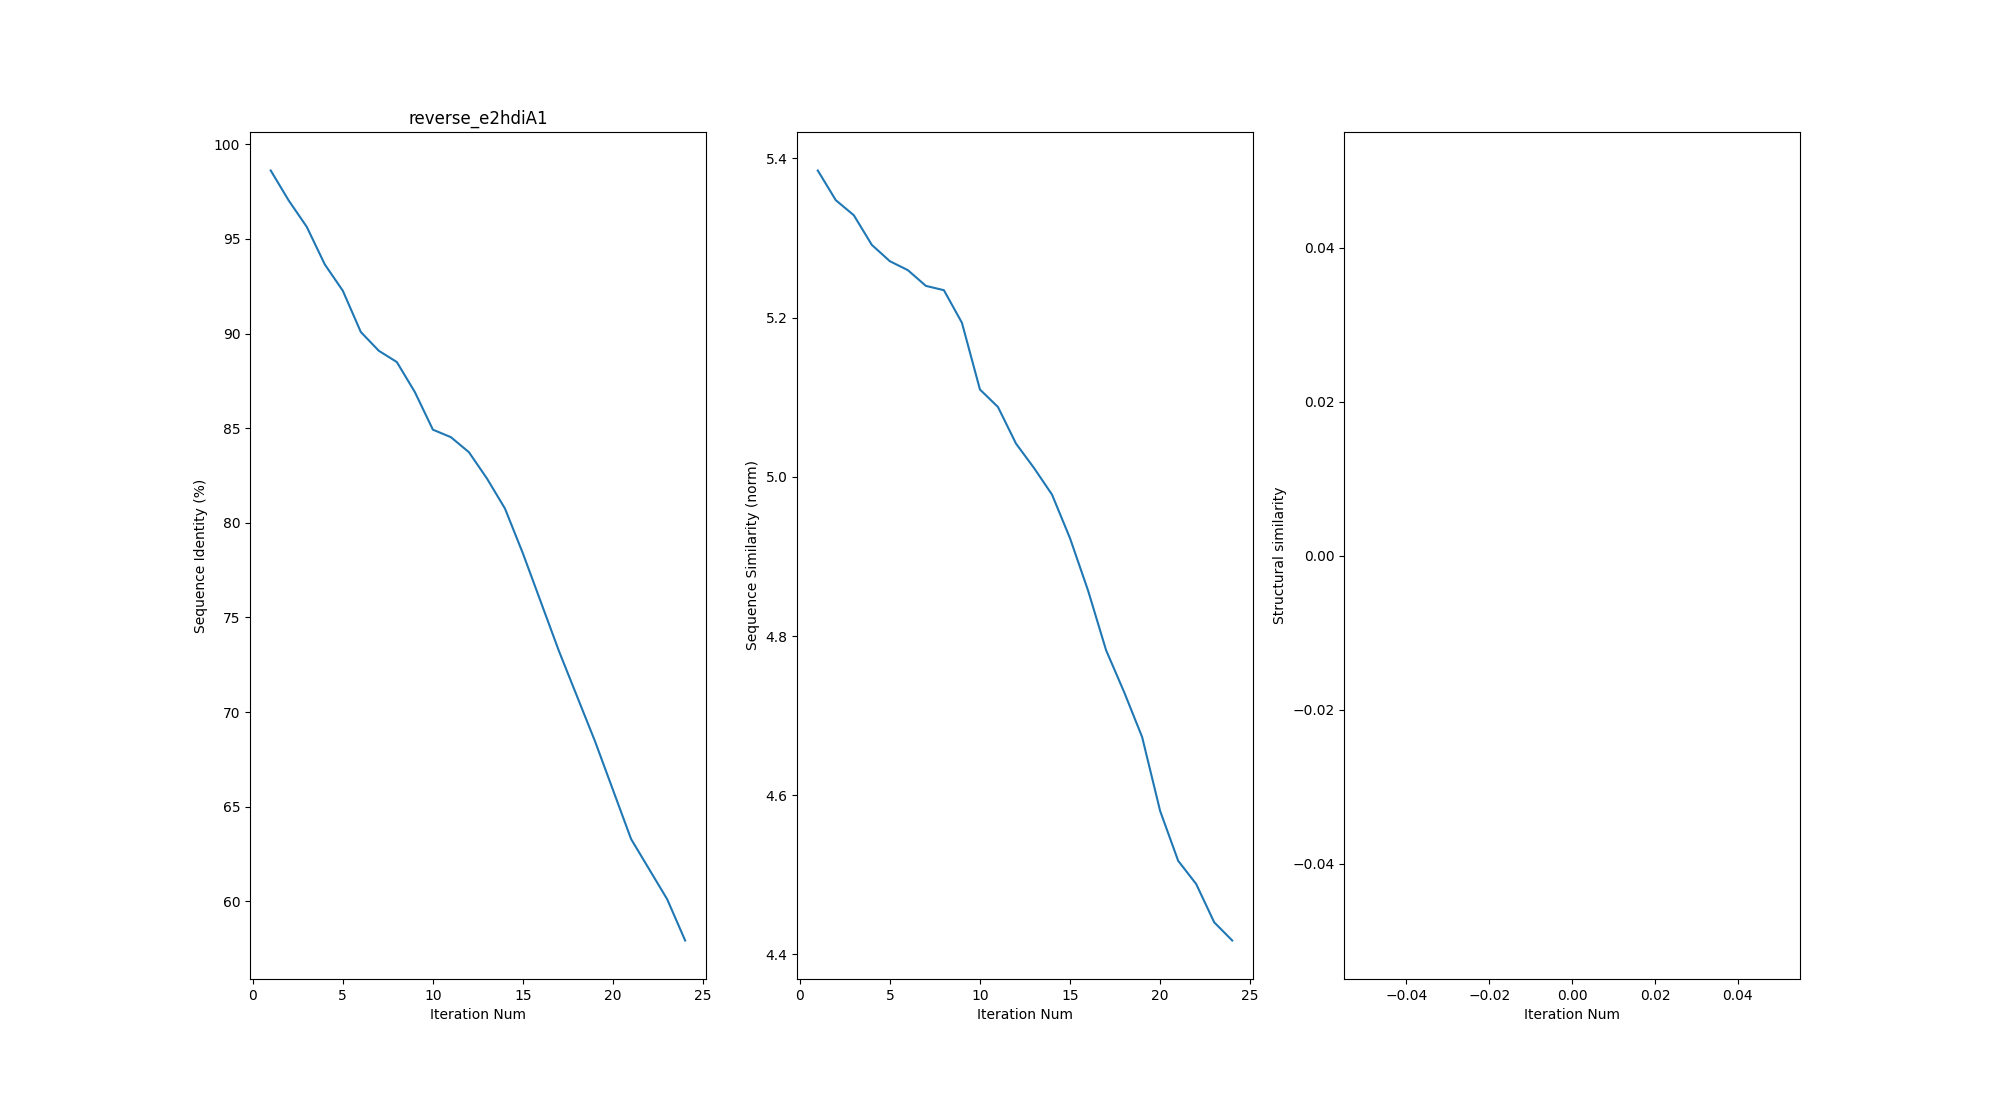 reverse_e2hdiA1
100
95
90
85
80
75
70
65
60
Sequence Identity (%)
0 5 10 15 20 25
Iteration Num
5.4
5.2
5.0
4.8
4.6
4.4
Sequence Similarity (norm)
0 5 10 15 20 25
Iteration Num
0.04
0.02
0.00
−0.02
−0.04
Structural similarity
−0.04 −0.02 0.00 0.02 0.04
Iteration Num